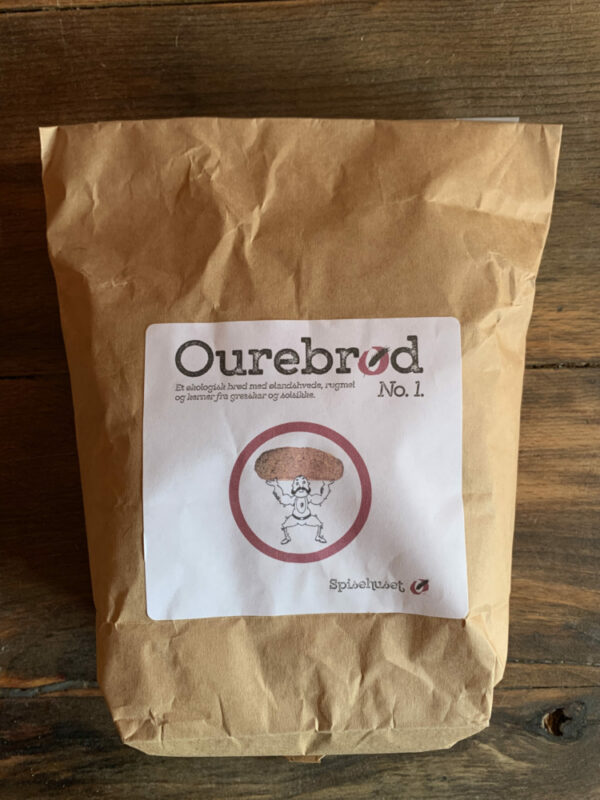 Ourebrød
No. 1.
Et økologisk brød med ølandshvede, rugmel
og kerner fra græskar og solsikke.
Spisehuset